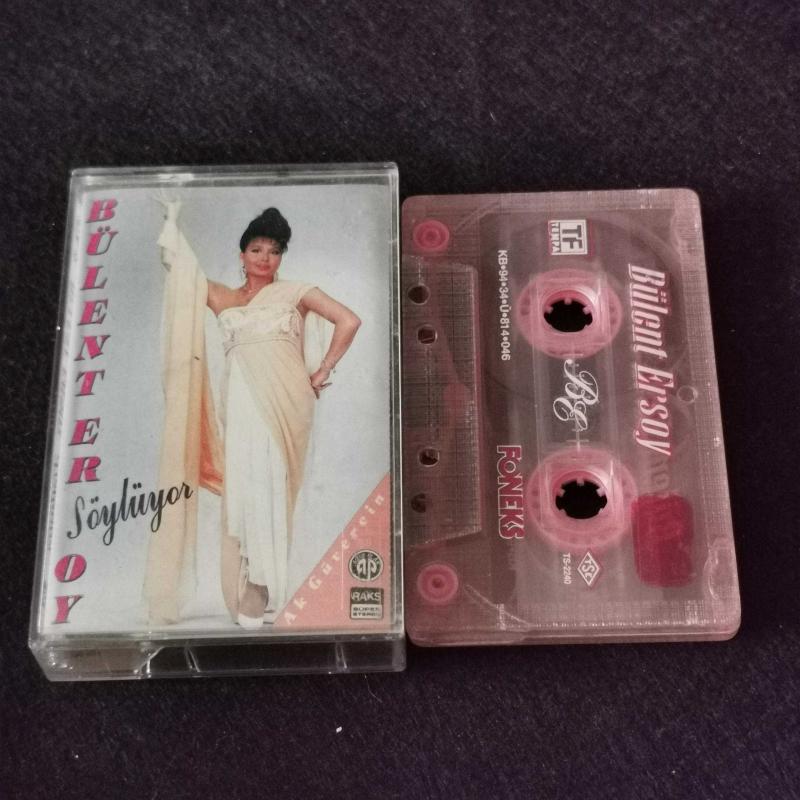 BÜLENT ERSOY
Söylüyor
Ak Güvercin
RAKS
SÜPER
STEREO
TF
TEMPA
KB•94•34•Ü•814•046
Bülent Ersoy
BE
FONEKS
TSE
TS-2240